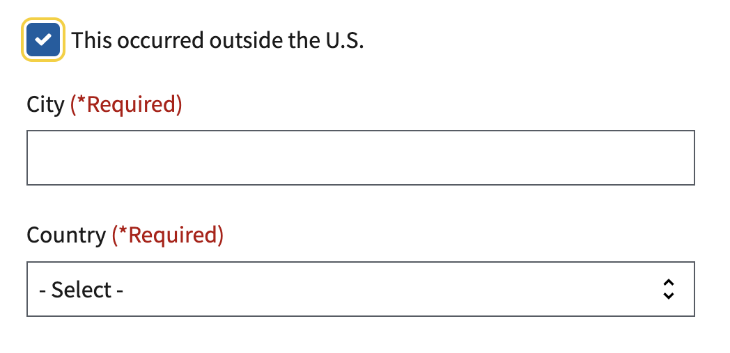 This occurred outside the U.S.
City (*Required)
Country (*Required)
- Select -